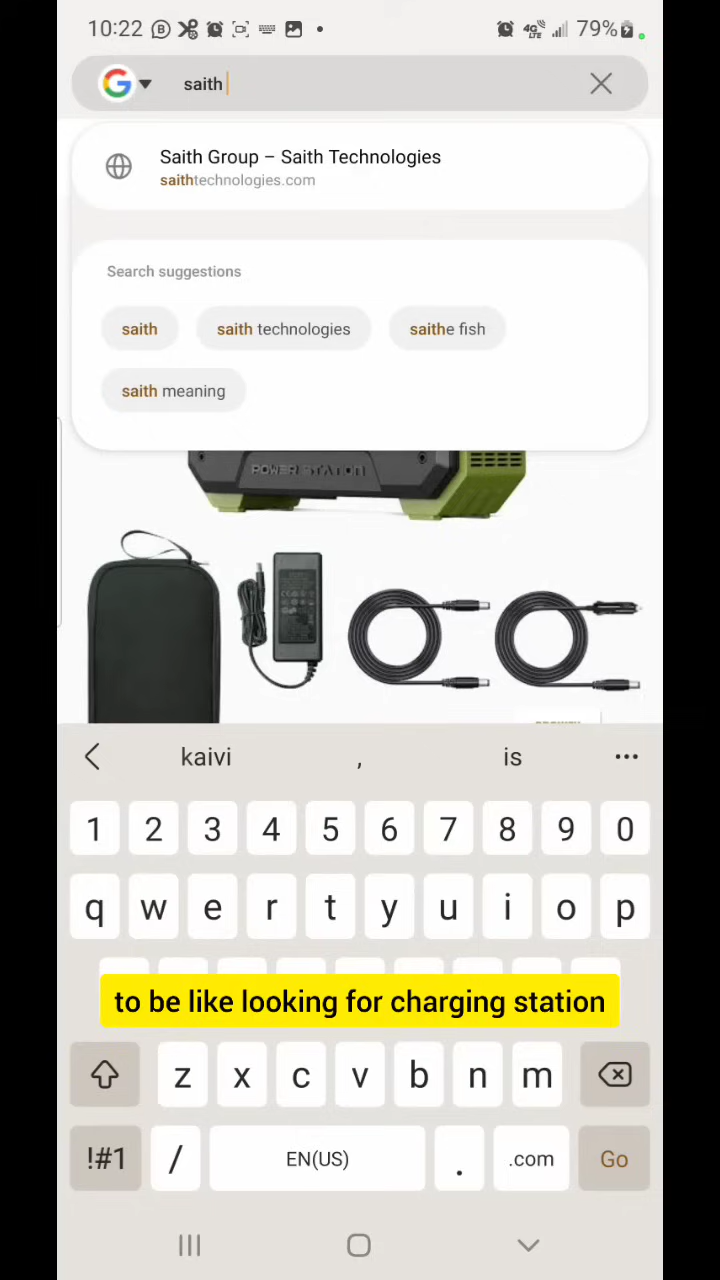 10:22
79%
saith
Saith Group – Saith Technologies
saithtechnologies.com
Search suggestions
saith
saith technologies
saithe fish
saith meaning
POWER STATION
kaivi , is ...
1 2 3 4 5 6 7 8 9 0
q w e r t y u i o p
to be like looking for charging station
z x c v b n m
!#1 / EN(US) . .com Go